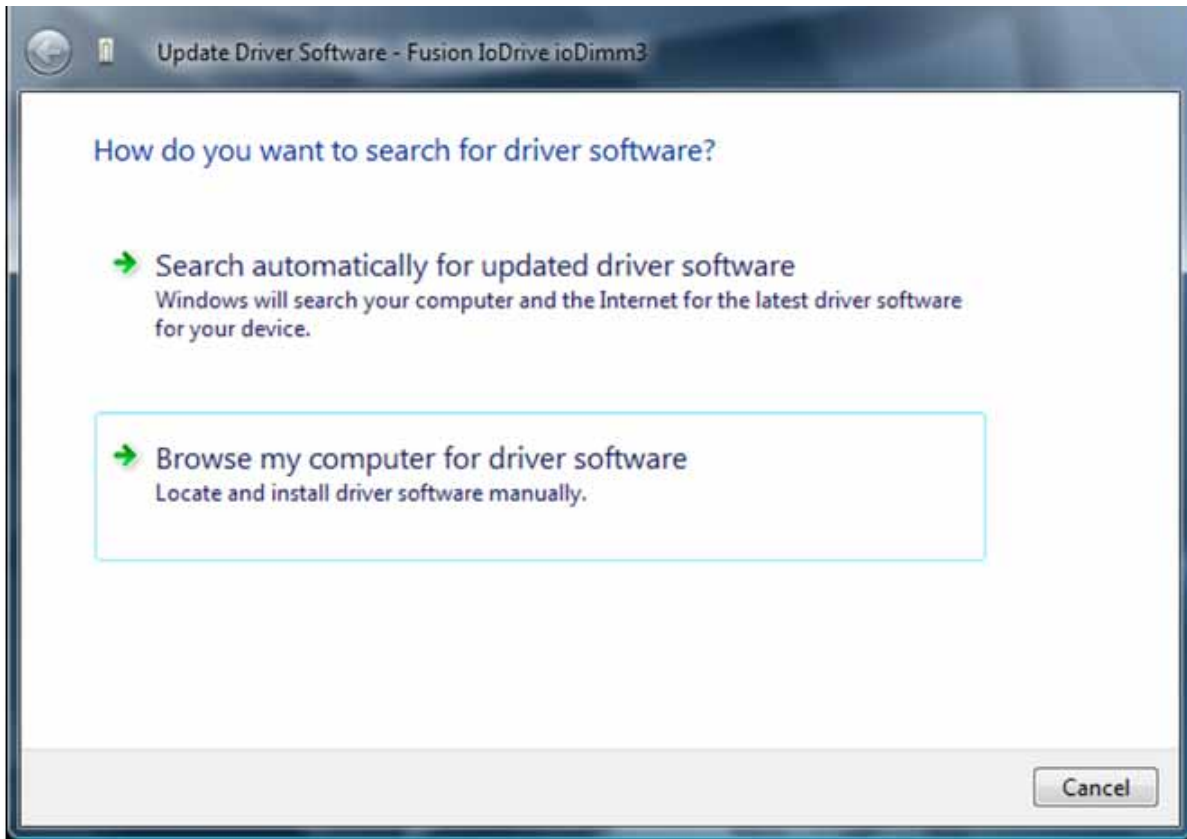 Update Driver Software - Fusion IoDrive ioDimm3
How do you want to search for driver software?
Search automatically for updated driver software
Windows will search your computer and the Internet for the latest driver software
for your device.
Browse my computer for driver software
Locate and install driver software manually.
Cancel